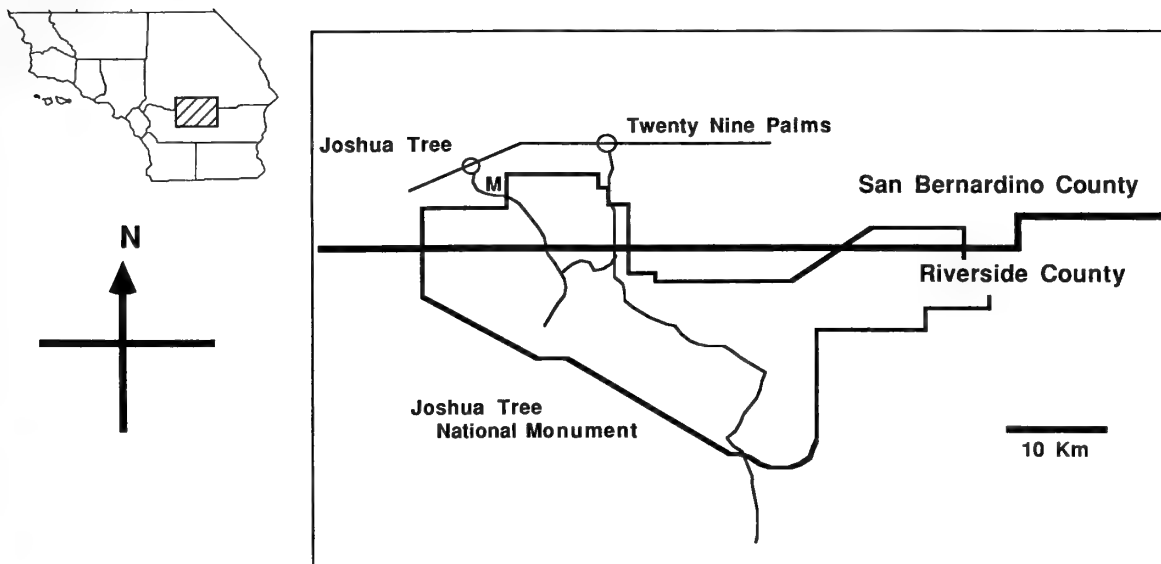 Twenty Nine Palms
Joshua Tree
M
San Bernardino County
N
Riverside County
Joshua Tree
National Monument
10 Km